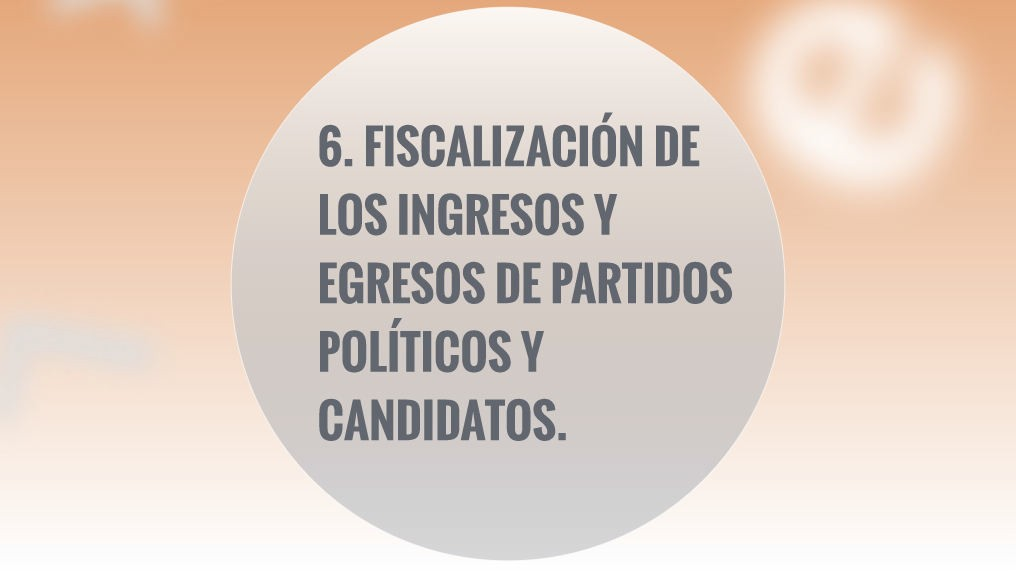 6. FISCALIZACIÓN DE
LOS INGRESOS Y
EGRESOS DE PARTIDOS
POLÍTICOS Y
CANDIDATOS.